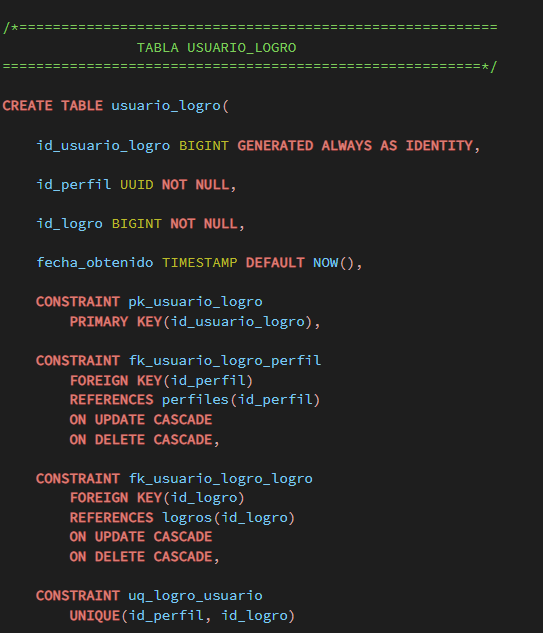 /*=========================================================
TABLA USUARIO_LOGRO
=========================================================*/
CREATE TABLE usuario_logro(
id_usuario_logro BIGINT GENERATED ALWAYS AS IDENTITY,
id_perfil UUID NOT NULL,
id_logro BIGINT NOT NULL,
fecha_obtenido TIMESTAMP DEFAULT NOW(),
CONSTRAINT pk_usuario_logro
PRIMARY KEY(id_usuario_logro),
CONSTRAINT fk_usuario_logro_perfil
FOREIGN KEY(id_perfil)
REFERENCES perfiles(id_perfil)
ON UPDATE CASCADE
ON DELETE CASCADE,
CONSTRAINT fk_usuario_logro_logro
FOREIGN KEY(id_logro)
REFERENCES logros(id_logro)
ON UPDATE CASCADE
ON DELETE CASCADE,
CONSTRAINT uq_logro_usuario
UNIQUE(id_perfil, id_logro)